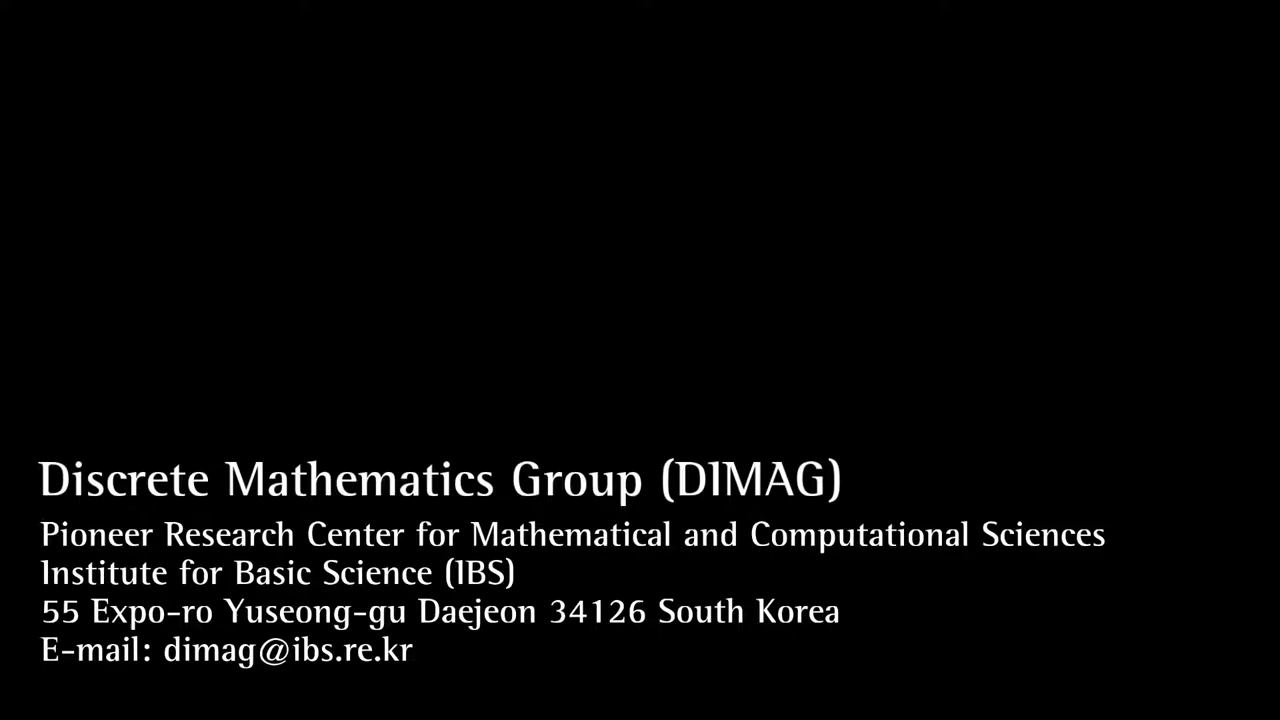 Discrete Mathematics Group (DIMAG)
Pioneer Research Center for Mathematical and Computational Sciences
Institute for Basic Science (IBS)
55 Expo-ro Yuseong-gu Daejeon 34126 South Korea
E-mail: dimag@ibs.re.kr